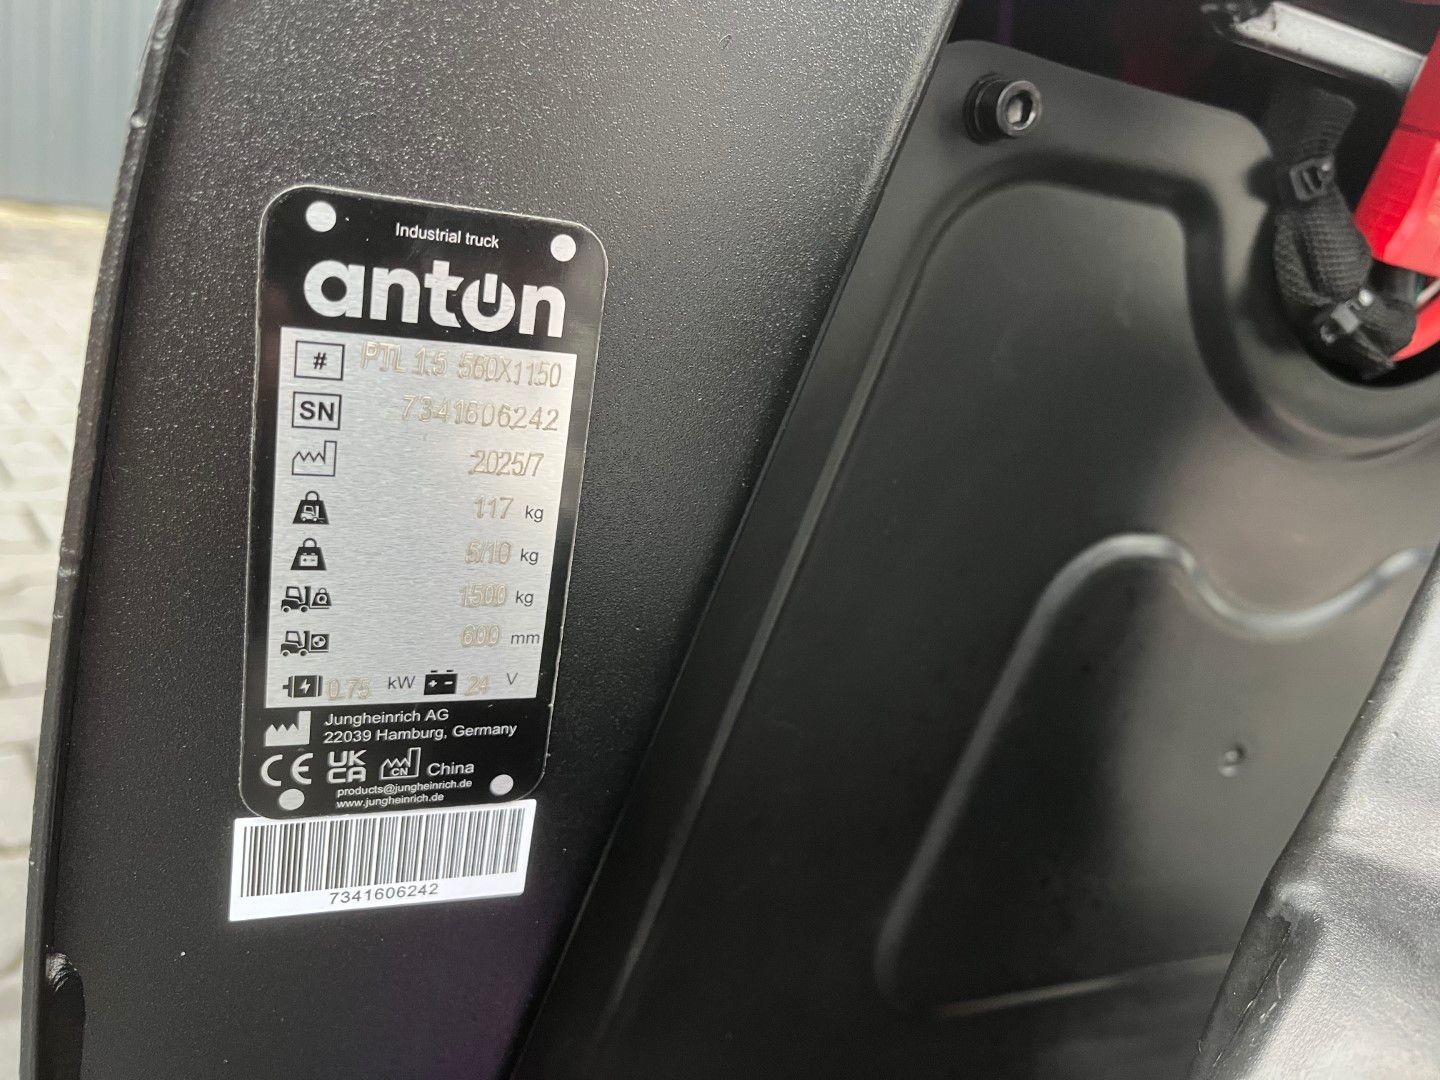 Industrial truck
anton
# PTL 1.5 560X1150
SN 7341606242
2025/7
117 kg
5/10 kg
Q 1500 kg
600 mm
0.75 kW 24 V
Jungheinrich AG
22039 Hamburg, Germany
CE UK CA CN China
products@jungheinrich.de
www.jungheinrich.de
7341606242